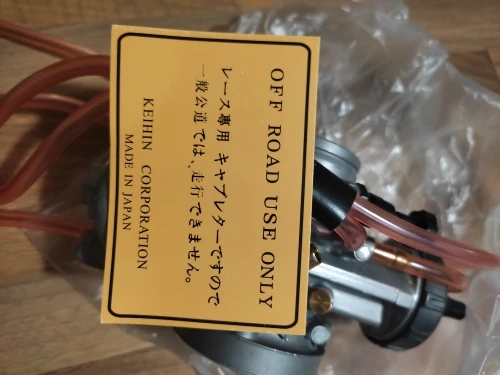 OFF ROAD USE ONLY
レース専用 キャブレターですので
一般公道では、走行できません。
KEIHIN CORPORATION
MADE IN JAPAN